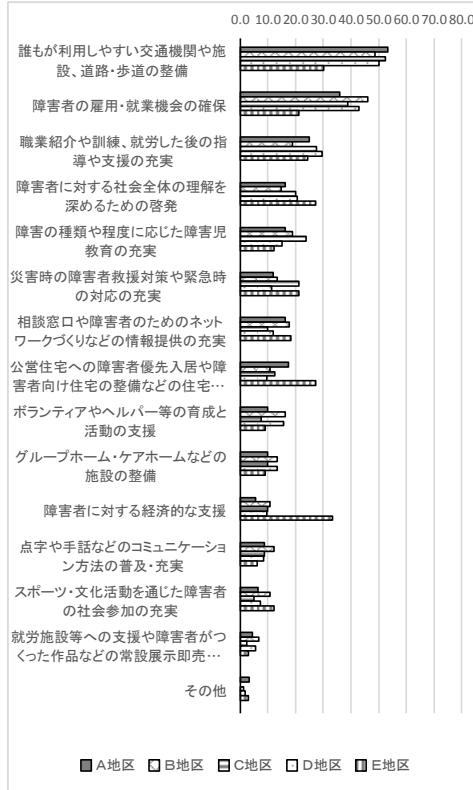 0.0 10.0 20.0 30.0 40.0 50.0 60.0 70.0 80.0
誰もが利用しやすい交通機関や施
設、道路・歩道の整備
障害者の雇用・就業機会の確保
職業紹介や訓練、就労した後の指
導や支援の充実
障害者に対する社会全体の理解を
深めるための啓発
障害の種類や程度に応じた障害児
教育の充実
災害時の障害者救援対策や緊急時
の対応の充実
相談窓口や障害者のためのネット
ワークづくりなどの情報提供の充実
公営住宅への障害者優先入居や障
害者向け住宅の整備などの住宅…
ボランティアやヘルパー等の育成と
活動の支援
グループホーム・ケアホームなどの
施設の整備
障害者に対する経済的な支援
点字や手話などのコミュニケーショ
ン方法の普及・充実
スポーツ・文化活動を通じた障害者
の社会参加の充実
就労施設等への支援や障害者がつ
くった作品などの常設展示即売…
その他
A地区 B地区 C地区 D地区 E地区